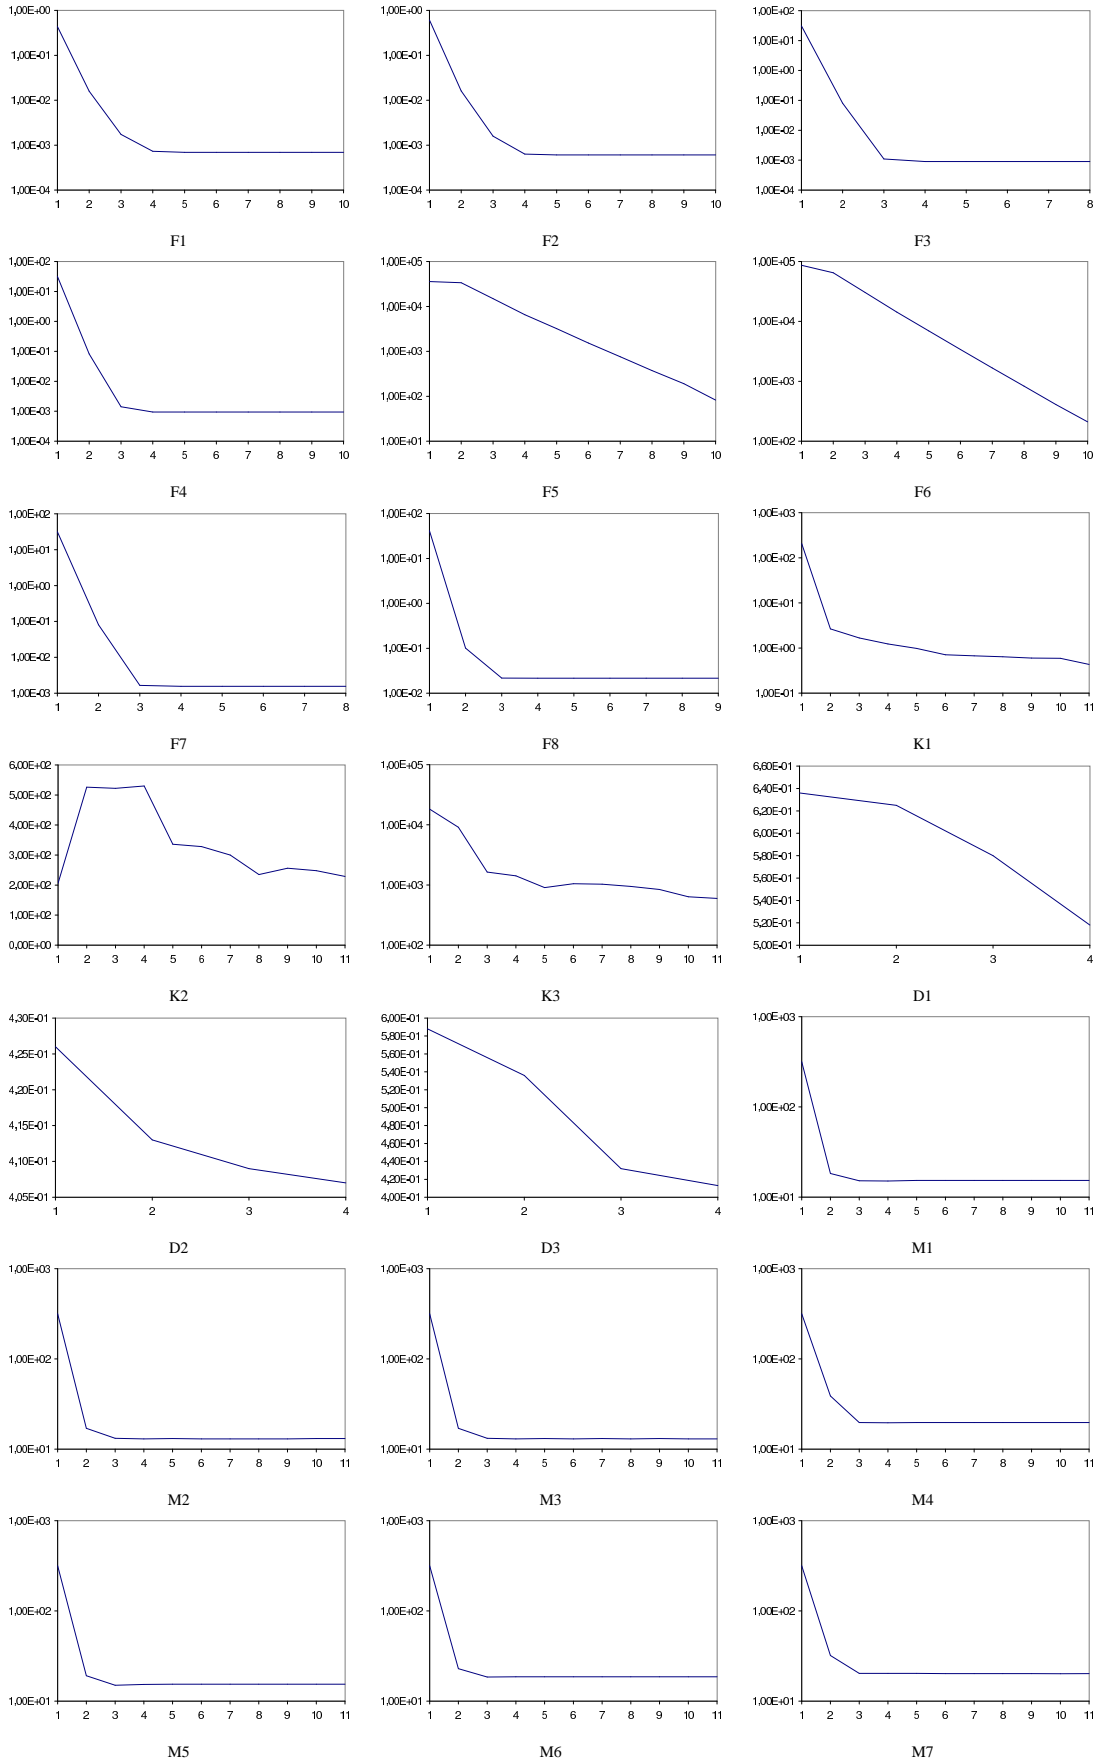 1,00E+00 1,00E+00 1,00E+02
1,00E-01 1,00E-01 1,00E+01
1,00E+00
1,00E-02 1,00E-02 1,00E-01
1,00E-03 1,00E-03 1,00E-02
1,00E-03
1,00E-04 1,00E-04 1,00E-04
1 2 3 4 5 6 7 8 9 10 1 2 3 4 5 6 7 8 9 10 1 2 3 4 5 6 7 8
F1 F2 F3
1,00E+02 1,00E+05 1,00E+05
1,00E+01 1,00E+04
1,00E+00 1,00E+04
1,00E-01 1,00E+03
1,00E-02 1,00E+03
1,00E-03 1,00E+02
1,00E-04 1,00E+01 1,00E+02
1 2 3 4 5 6 7 8 9 10 1 2 3 4 5 6 7 8 9 10 1 2 3 4 5 6 7 8 9 10
F4 F5 F6
1,00E+02 1,00E+02 1,00E+03
1,00E+01 1,00E+01 1,00E+02
1,00E+00 1,00E+00 1,00E+01
1,00E-01
1,00E-02 1,00E-01 1,00E+00
1,00E-03 1,00E-02 1,00E-01
1 2 3 4 5 6 7 8 1 2 3 4 5 6 7 8 9 1 2 3 4 5 6 7 8 9 10 11
F7 F8 K1
6,00E+02 1,00E+05 6,60E-01
5,00E+02 6,40E-01
6,20E-01
4,00E+02 1,00E+04 6,00E-01
3,00E+02 5,80E-01
2,00E+02 1,00E+03 5,60E-01
1,00E+02 5,40E-01
5,20E-01
0,00E+00 1,00E+02 5,00E-01
1 2 3 4 5 6 7 8 9 10 11 1 2 3 4 5 6 7 8 9 10 11 1 2 3 4
K2 K3 D1
4,30E-01 6,00E-01 1,00E+03
5,80E-01
4,25E-01 5,60E-01
5,40E-01
4,20E-01 5,20E-01
5,00E-01 1,00E+02
4,15E-01 4,80E-01
4,60E-01
4,10E-01 4,40E-01
4,20E-01
4,05E-01 4,00E-01 1,00E+01
1 2 3 4 1 2 3 4 1 2 3 4 5 6 7 8 9 10 11
D2 D3 M1
1,00E+03 1,00E+03 1,00E+03
1,00E+02 1,00E+02 1,00E+02
1,00E+01 1,00E+01 1,00E+01
1 2 3 4 5 6 7 8 9 10 11 1 2 3 4 5 6 7 8 9 10 11 1 2 3 4 5 6 7 8 9 10 11
M2 M3 M4
1,00E+03 1,00E+03 1,00E+03
1,00E+02 1,00E+02 1,00E+02
1,00E+01 1,00E+01 1,00E+01
1 2 3 4 5 6 7 8 9 10 11 1 2 3 4 5 6 7 8 9 10 11 1 2 3 4 5 6 7 8 9 10 11
M5 M6 M7